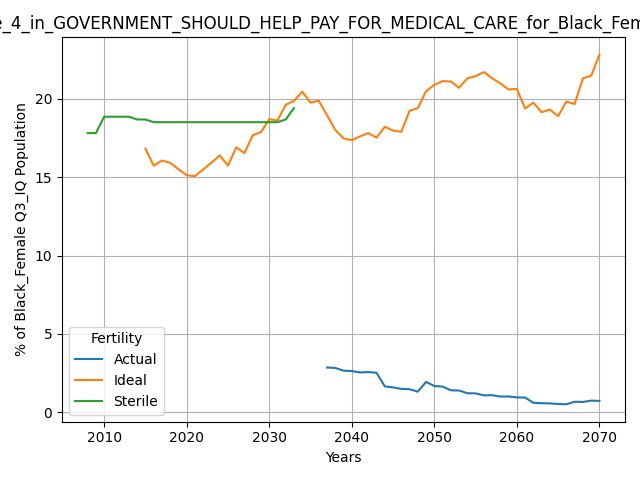 e_4_in_GOVERNMENT_SHOULD_HELP_PAY_FOR_MEDICAL_CARE_for_Black_Fem
% of Black_Female Q3_IQ Population
20
15
10
5
0
Fertility
Actual
Ideal
Sterile
2010 2020 2030 2040 2050 2060 2070
Years